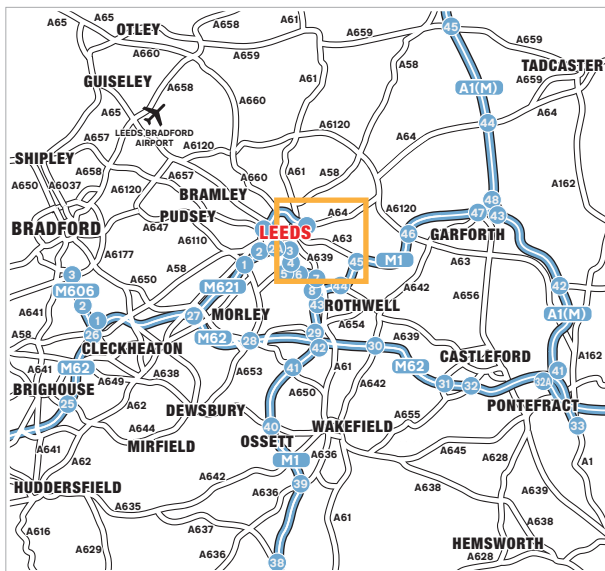 A65
A65
A658
A61
A659
45
A659
OTLEY
A660
A659
TADCASTER
A659
GUISELEY
A658
A61
A1(M)
A65
A660
A64
LEEDS BRADFORD
AIRPORT
44
A64
A657
A6120
A6120
SHIPLEY
A658
A657
A660
A61
A58
A162
A650
A6037
A6120
BRAMLEY
48
PUDSEY
A64
A6120
47
43
BRADFORD
A647
LEEDS
46
GARFORTH
A6110
A63
A6177
2
3
A639
A58
1
4
45
M1
A63
3
A650
5
6
7
44
A642
42
M606
M621
8
A656
A641
2
43
ROTHWELL
A1(M)
1
27
MORLEY
A654
A58
26
M62
29
A639
CLECKHEATON
28
42
30
CASTLEFORD
A162
A641
M62
A638
A653
41
M62
41
A649
A642
31
32
32A
BRIGHOUSE
A650
A61
25
A62
DEWSBURY
A655
PONTEFRACT
A644
40
WAKEFIELD
33
A641
MIRFIELD
OSSETT
A62
A636
A645
A628
A1
M1
A642
HUDDERSFIELD
A636
39
A638
A639
A635
A616
A637
A61
A638
A629
A636
38
HEMSWORTH
A628